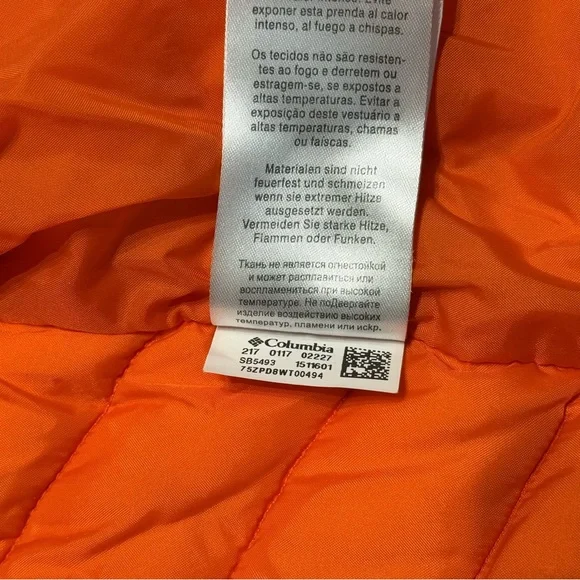 exponer esta prenda al calor
intenso, al fuego a chispas.
Os tecidos não são resisten-
tes ao fogo e derretem ou
estragem-se, se expostos a
altas temperaturas. Evitar a
exposição deste vestuário a
altas temperaturas, chamas
ou faíscas.
Materialen sind nicht
feuerfest und schmelzen
wenn sie extremer Hitze
ausgesetzt werden.
Vermeiden Sie starke Hitze,
Flammen oder Funken.
Ткань не является огнестойкой
и может расплавиться или
воспламениться при высокой
температуре. Не подвергайте
изделие воздействию высоких
температур, пламени или искр.
Columbia
217 0117 02227
SB5493 1511601
75ZPD8WT00494